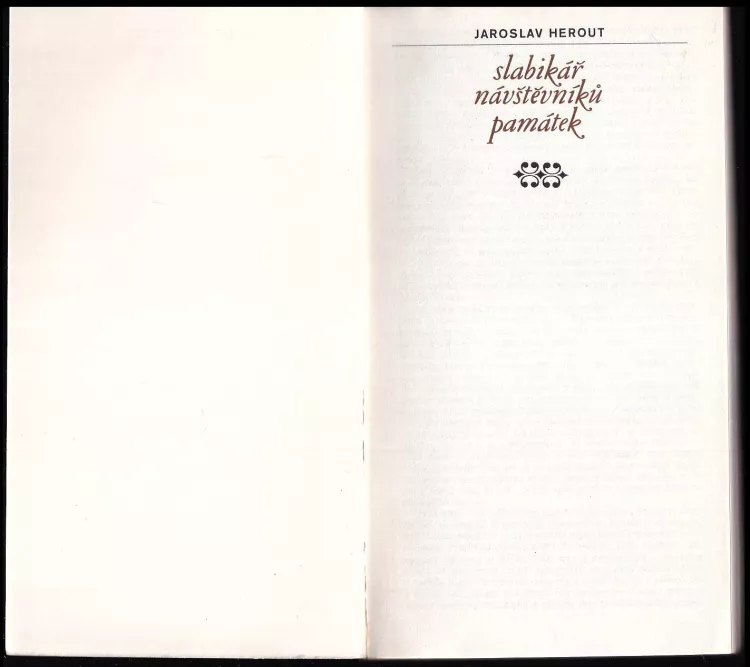 JAROSLAV HEROUT
slabikář
návštěvníků
památek